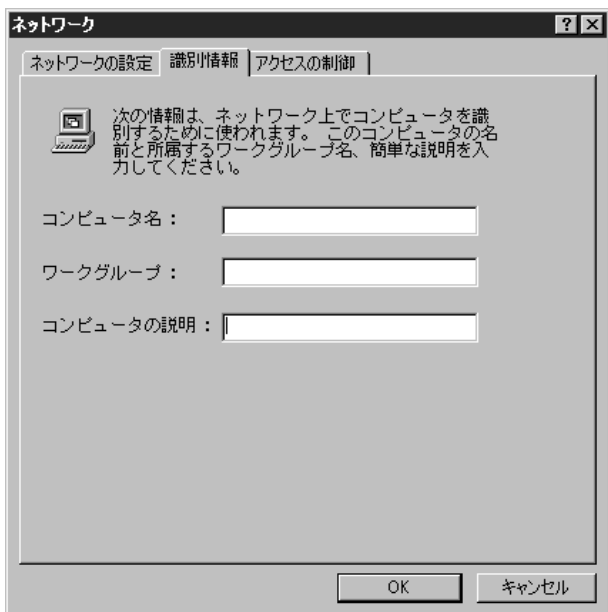 ネットワーク
ネットワークの設定 識別情報 アクセスの制御
次の情報は、ネットワーク上でコンピュータを識
別するために使われます。 このコンピュータの名
前と所属するワークグループ名、簡単な説明を入
力してください。
コンピュータ名：
ワークグループ：
コンピュータの説明：
OK キャンセル